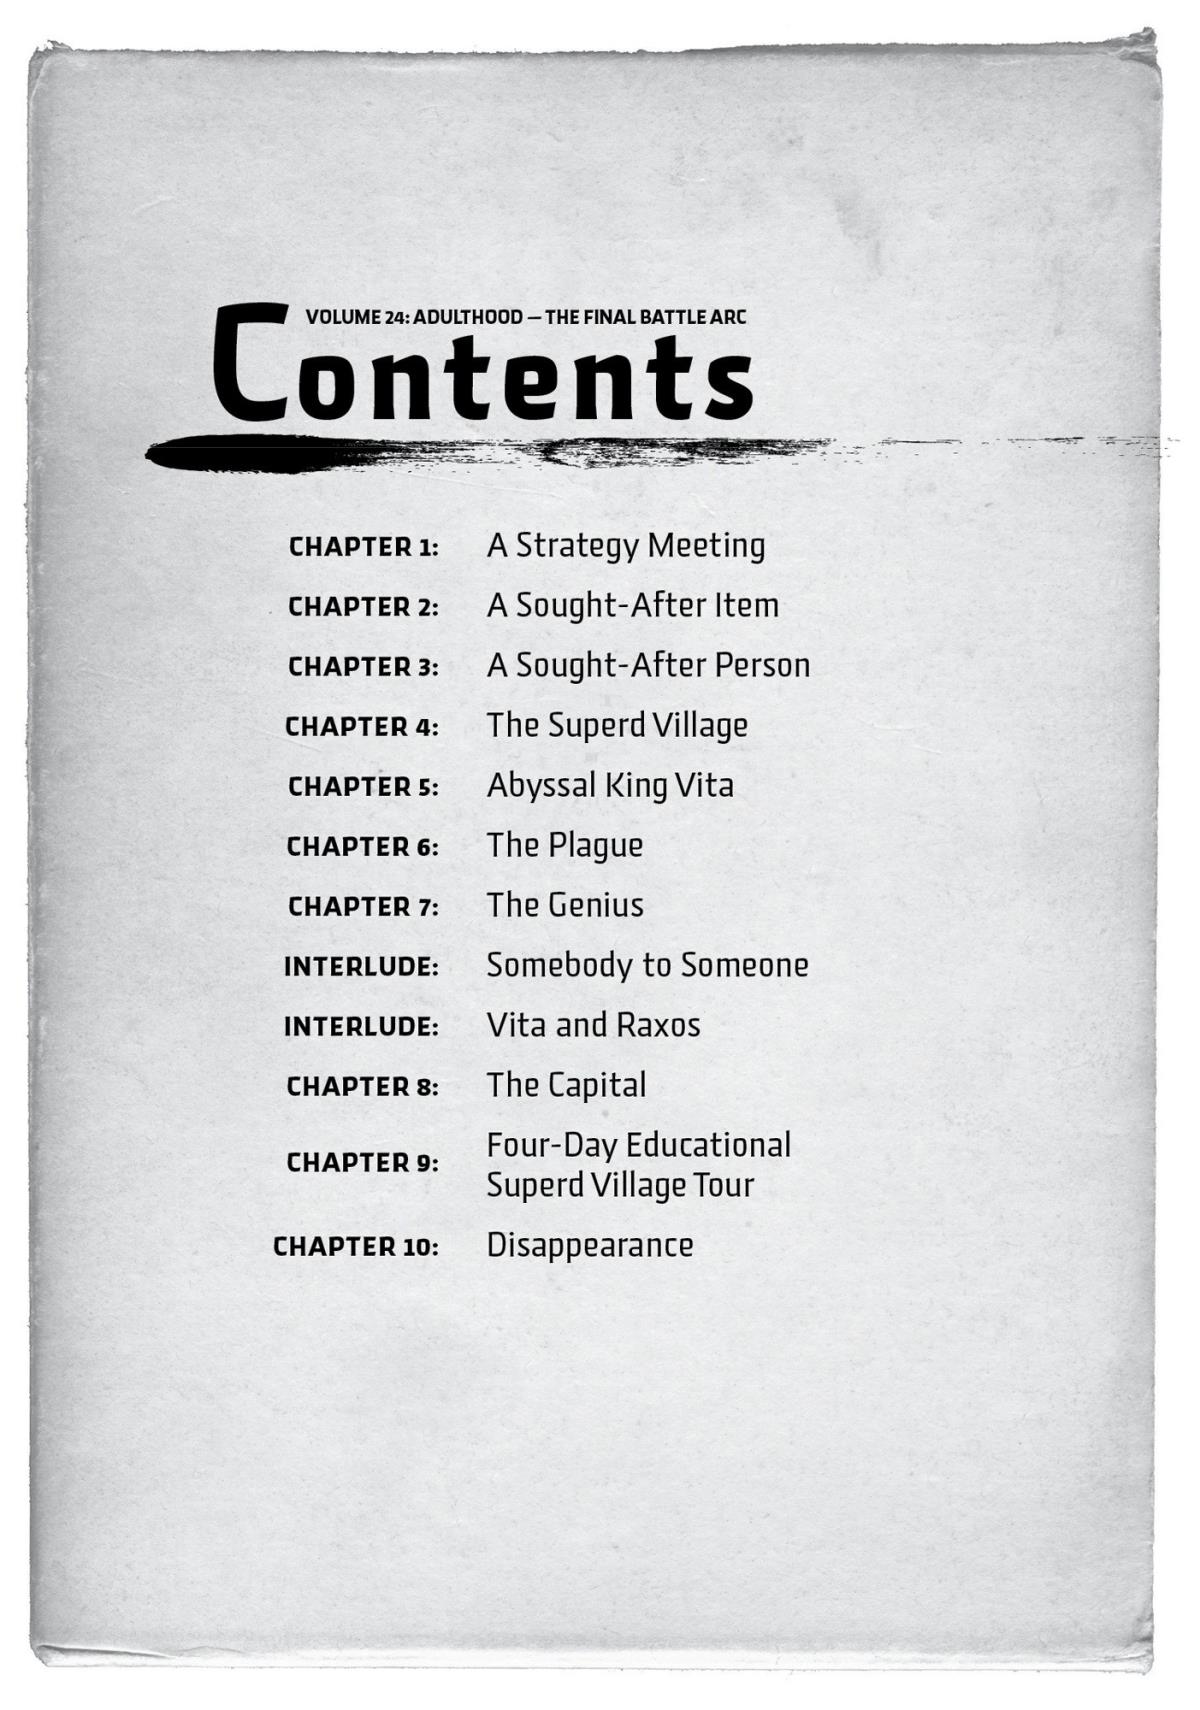 VOLUME 24: ADULTHOOD — THE FINAL BATTLE ARC
Contents
CHAPTER 1: A Strategy Meeting
CHAPTER 2: A Sought-After Item
CHAPTER 3: A Sought-After Person
CHAPTER 4: The Superd Village
CHAPTER 5: Abyssal King Vita
CHAPTER 6: The Plague
CHAPTER 7: The Genius
INTERLUDE: Somebody to Someone
INTERLUDE: Vita and Raxos
CHAPTER 8: The Capital
CHAPTER 9: Four-Day Educational
Superd Village Tour
CHAPTER 10: Disappearance